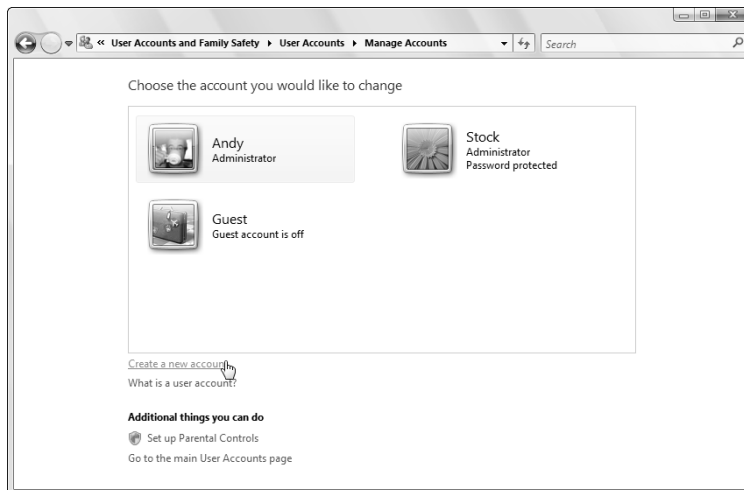 « User Accounts and Family Safety ▸ User Accounts ▸ Manage Accounts
Search
Choose the account you would like to change
Andy
Administrator
Stock
Administrator
Password protected
Guest
Guest account is off
Create a new account
What is a user account?
Additional things you can do
Set up Parental Controls
Go to the main User Accounts page